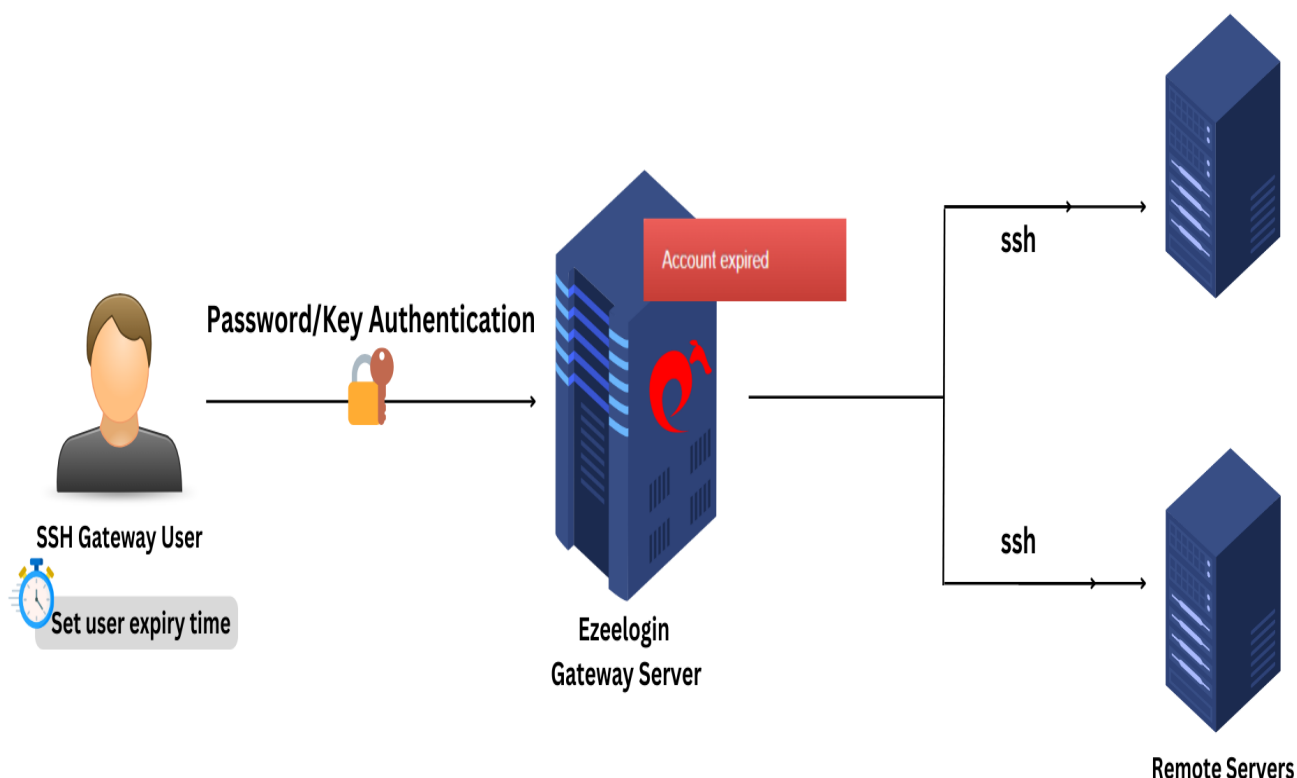 Account expired
ssh
Password/Key Authentication
SSH Gateway User
ssh
Set user expiry time
Ezeelogin
Gateway Server
Remote Servers